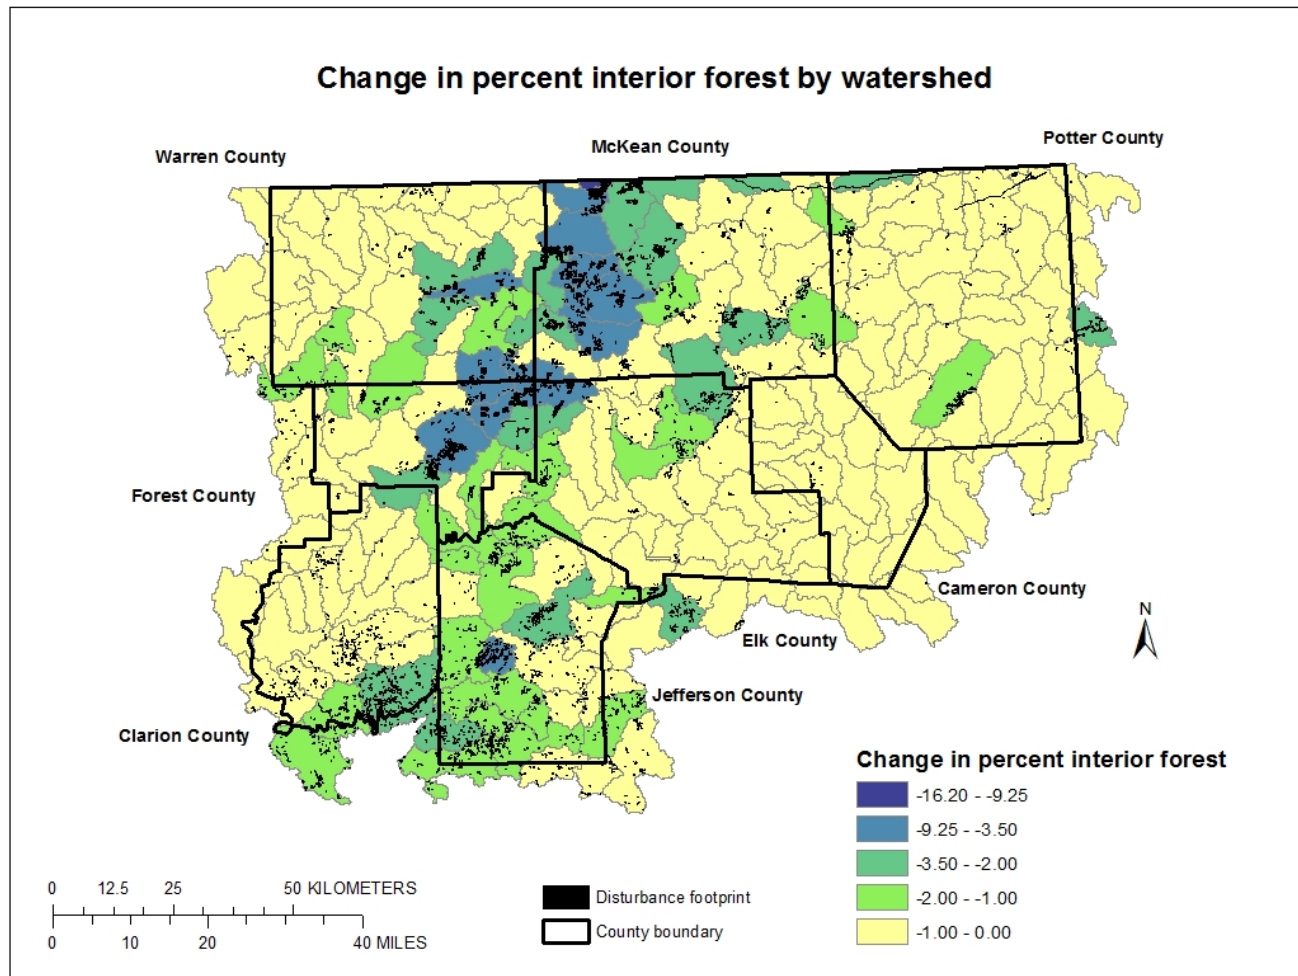 Change in percent interior forest by watershed
Warren County
McKean County
Potter County
Forest County
Cameron County
Elk County
Jefferson County
Clarion County
N
Change in percent interior forest
-16.20 - -9.25
-9.25 - -3.50
-3.50 - -2.00
-2.00 - -1.00
-1.00 - 0.00
Disturbance footprint
County boundary
0 12.5 25 50 KILOMETERS
0 10 20 40 MILES